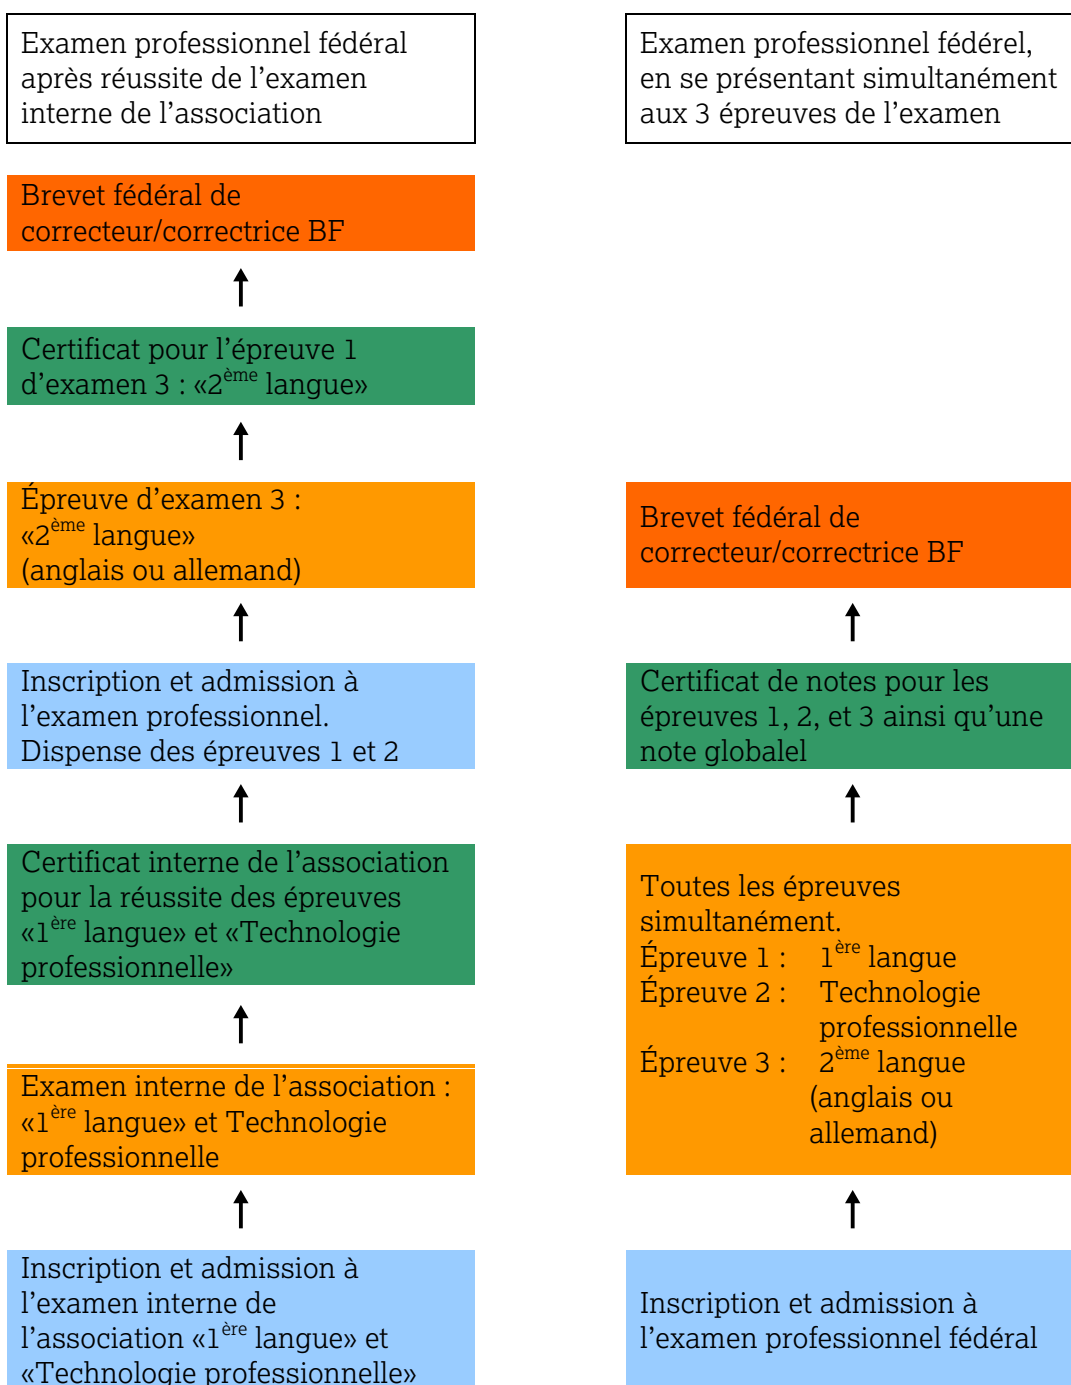 Examen professionnel fédéral
après réussite de l’examen
interne de l’association
Brevet fédéral de
correcteur/correctrice BF
Certificat pour l’épreuve 1
d’examen 3 : «2ème langue»
Épreuve d’examen 3 :
«2ème langue»
(anglais ou allemand)
Inscription et admission à
l’examen professionnel.
Dispense des épreuves 1 et 2
Certificat interne de l’association
pour la réussite des épreuves
«1ère langue» et «Technologie
professionnelle»
Examen interne de l’association :
«1ère langue» et Technologie
professionnelle
Inscription et admission à
l’examen interne de
l’association «1ère langue» et
«Technologie professionnelle»
Examen professionnel fédérel,
en se présentant simultanément
aux 3 épreuves de l’examen
Brevet fédéral de
correcteur/correctrice BF
Certificat de notes pour les
épreuves 1, 2, et 3 ainsi qu’une
note globalel
Toutes les épreuves
simultanément.
Épreuve 1 : 1ère langue
Épreuve 2 : Technologie
professionnelle
Épreuve 3 : 2ème langue
(anglais ou
allemand)
Inscription et admission à
l’examen professionnel fédéral